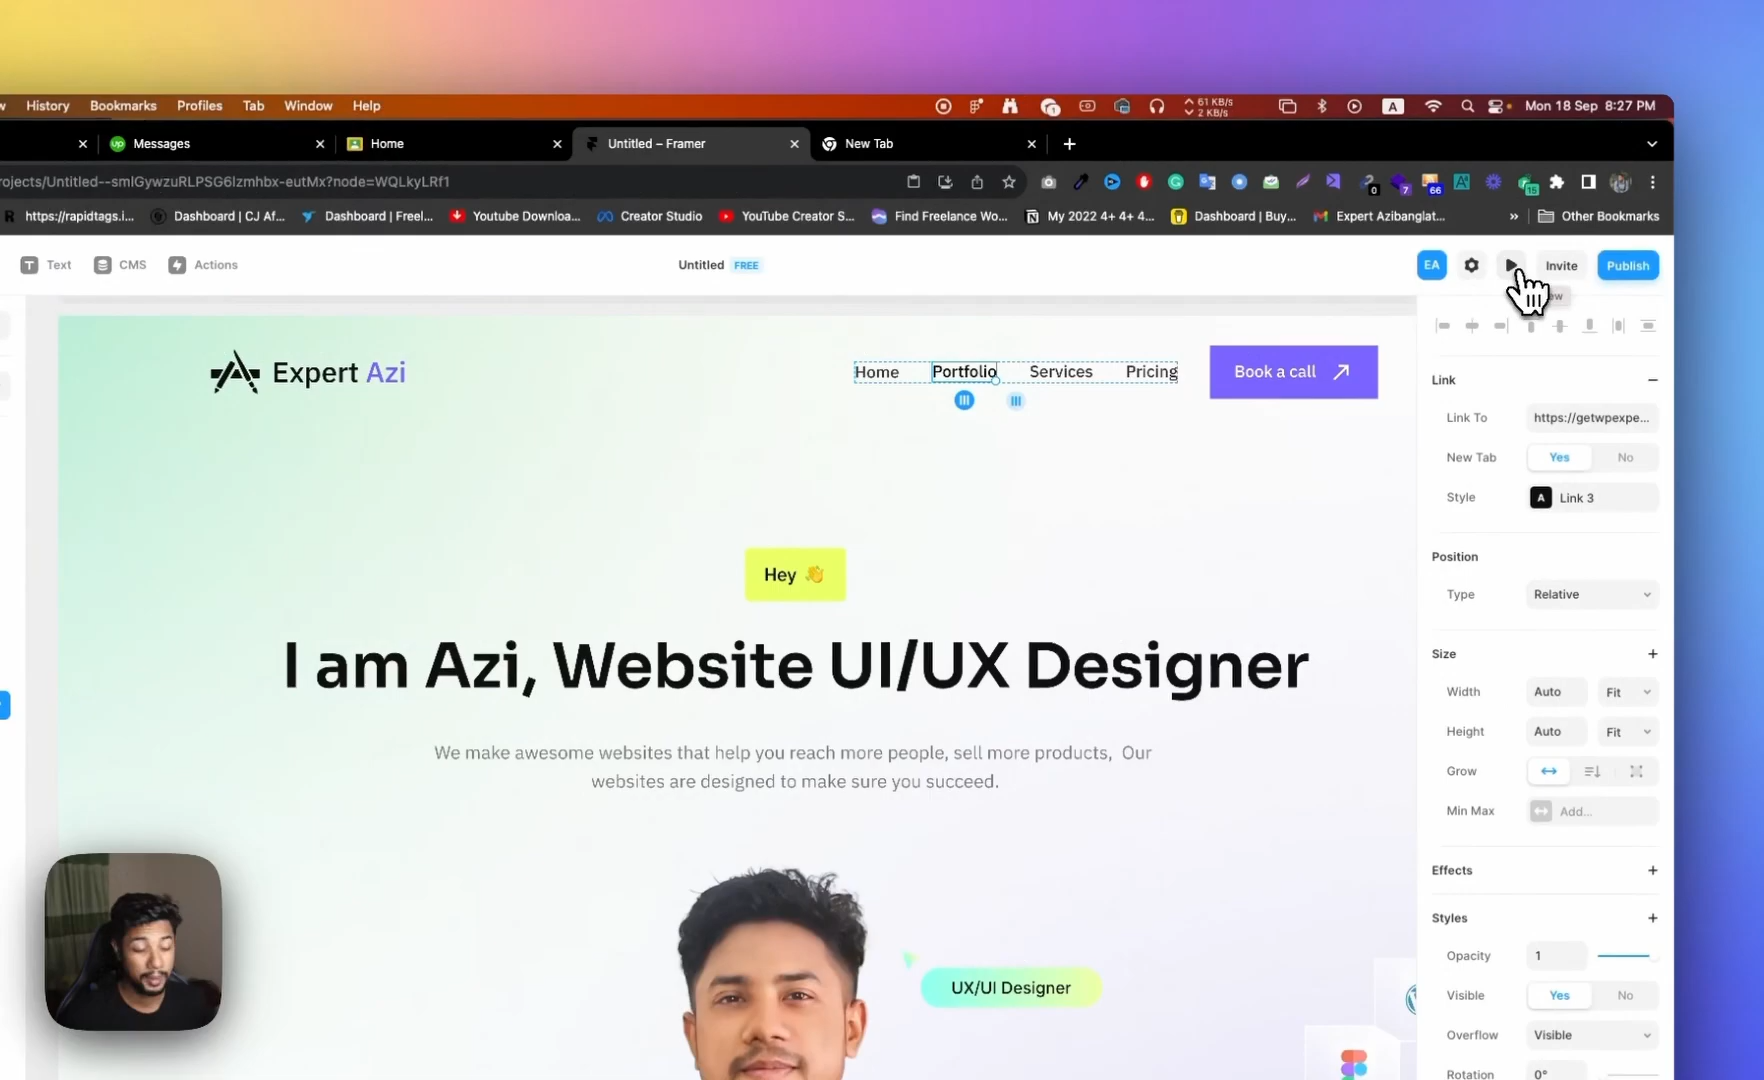 History Bookmarks Profiles Tab Window Help
1 61 KB/s
2 KB/s
A Mon 18 Sep 8:27 PM
up Messages Home Untitled – Framer New Tab
ojects/Untitled--smlGywzuRLPSG6lzmhbx-eutMx?node=WQLkyLRf1
0 7 66 15
R https://rapidtags.i... Dashboard | CJ Af... Dashboard | Freel... Youtube Downloa... Creator Studio YouTube Creator S... Find Freelance Wo... My 2022 4+ 4+ 4... Dashboard | Buy... Expert Azibanglat... » Other Bookmarks
T Text CMS Actions
Untitled FREE
EA Invite Publish
Expert Azi
Home Portfolio Services Pricing
Book a call
Hey 👋
I am Azi, Website UI/UX Designer
We make awesome websites that help you reach more people, sell more products, Our
websites are designed to make sure you succeed.
UX/UI Designer
Link
Link To https://getwpexpe...
New Tab Yes No
Style A Link 3
Position
Type Relative
Size
Width Auto Fit
Height Auto Fit
Grow
Min Max Add...
Effects
Styles
Opacity 1
Visible Yes No
Overflow Visible
Rotation 0°